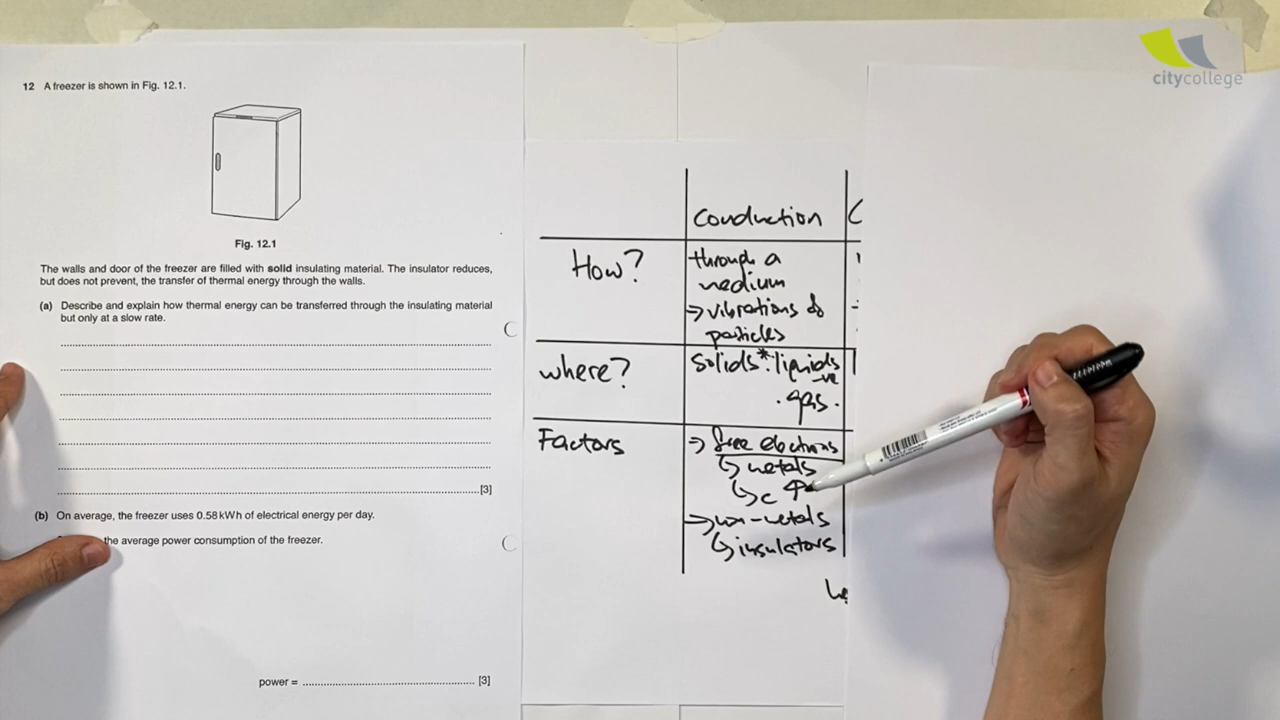 citycollege
12 A freezer is shown in Fig. 12.1.
Fig. 12.1
The walls and door of the freezer are filled with solid insulating material. The insulator reduces,
but does not prevent, the transfer of thermal energy through the walls.
(a) Describe and explain how thermal energy can be transferred through the insulating material
but only at a slow rate.
[3]
(b) On average, the freezer uses 0.58 kWh of electrical energy per day.
the average power consumption of the freezer.
power = [3]
Conduction
How?
through a
medium
→ vibrations of
particles
where?
solids* . liquids
-ve
. gas .
Factors
→ free electrons
↳ metals
↳ c ↑
→ non-metals
↳ insulators